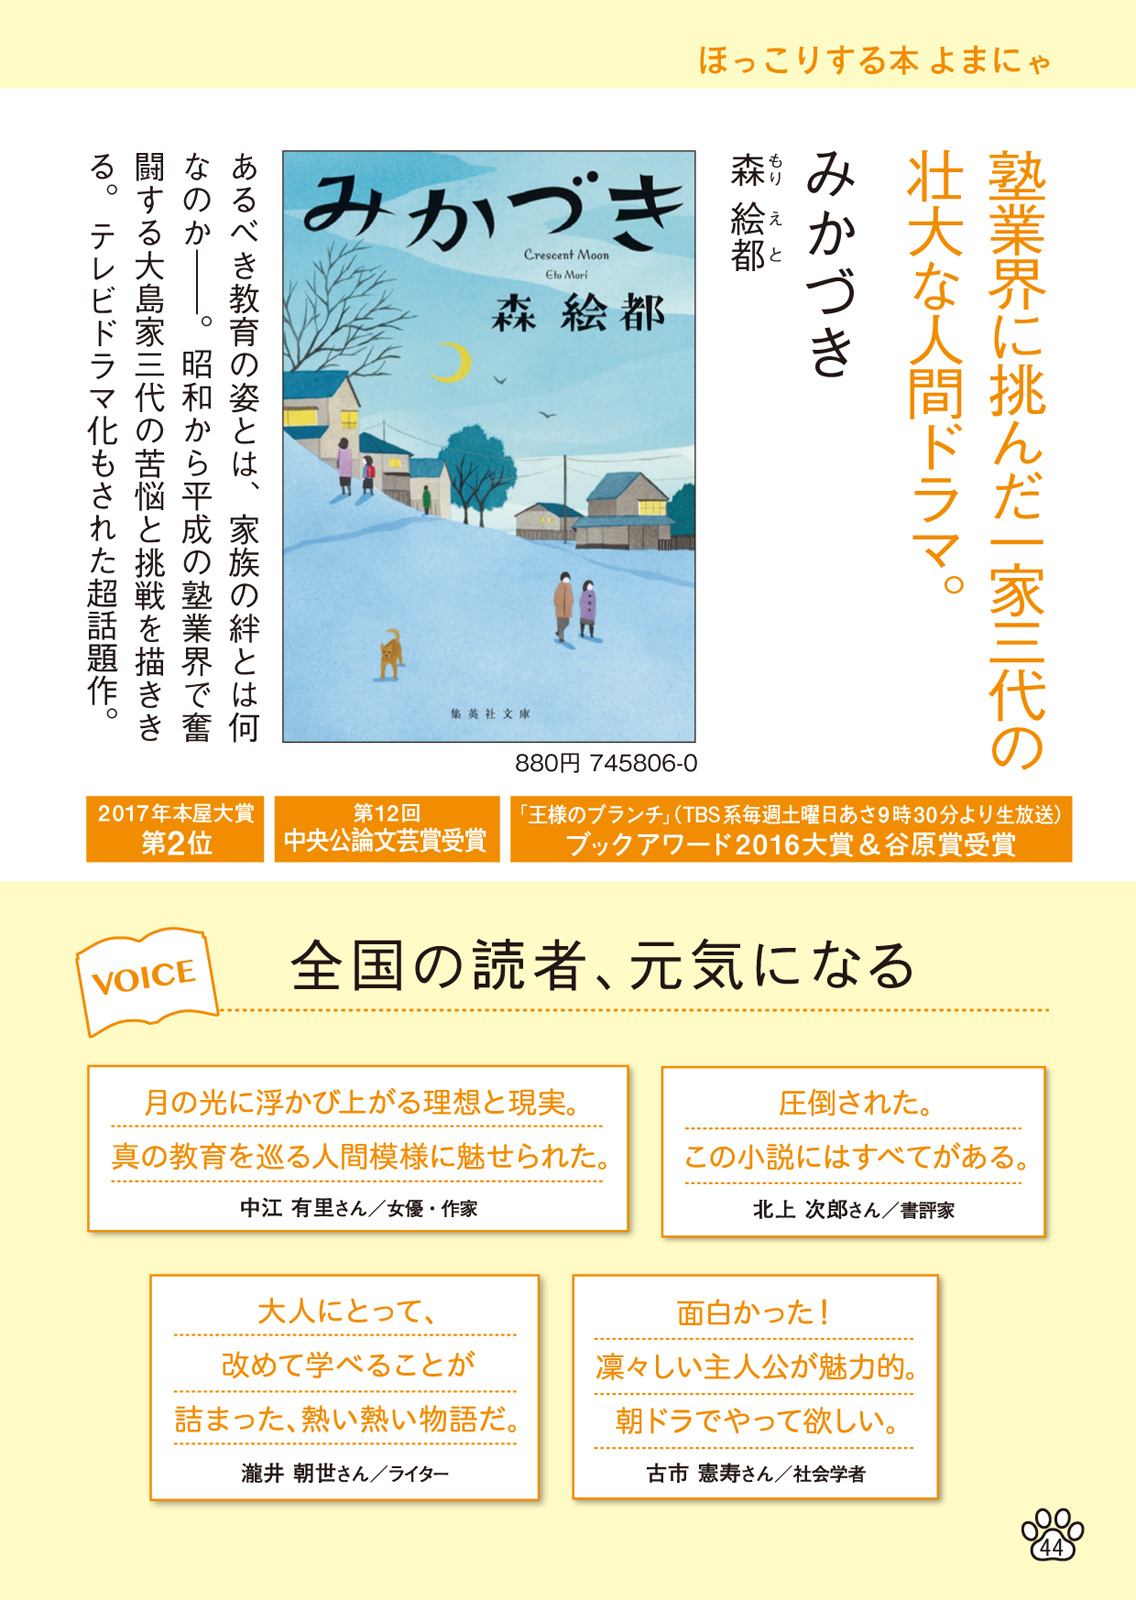 ほっこりする本 よまにゃ
塾業界に挑んだ一家三代の
壮大な人間ドラマ。
みかづき
森 絵都
もり えと
みかづき
Crescent Moon
Eto Mori
森 絵都
集英社文庫
880円 745806-0
あるべき教育の姿とは、家族の絆とは何
なのか――。昭和から平成の塾業界で奮
闘する大島家三代の苦悩と挑戦を描きき
る。テレビドラマ化もされた超話題作。
2017年本屋大賞
第2位
第12回
中央公論文芸賞受賞
「王様のブランチ」(TBS系毎週土曜日あさ9時30分より生放送)
ブックアワード2016大賞&谷原賞受賞
VOICE
全国の読者、元気になる
月の光に浮かび上がる理想と現実。
真の教育を巡る人間模様に魅せられた。
中江 有里さん/女優・作家
圧倒された。
この小説にはすべてがある。
北上 次郎さん/書評家
大人にとって、
改めて学べることが
詰まった、熱い熱い物語だ。
瀧井 朝世さん/ライター
面白かった!
凜々しい主人公が魅力的。
朝ドラでやって欲しい。
古市 憲寿さん/社会学者
44